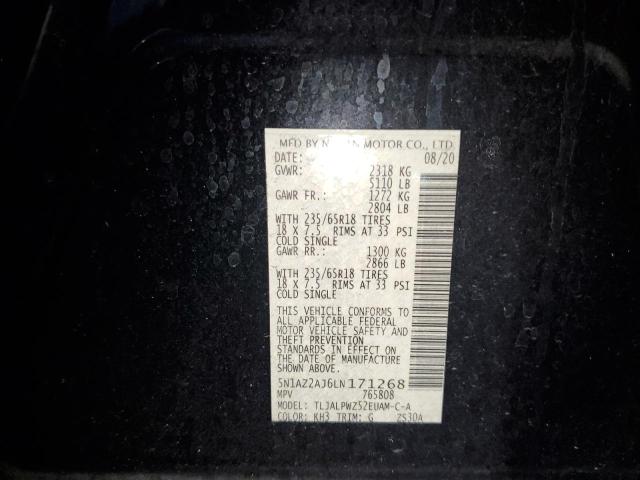 MFD BY NISSAN MOTOR CO., LTD.
DATE: 08/20
GVWR: 2318 KG
5110 LB
GAWR FR.: 1272 KG
2804 LB
WITH 235/65R18 TIRES
18 X 7.5 RIMS AT 33 PSI
COLD SINGLE
GAWR RR.: 1300 KG
2866 LB
WITH 235/65R18 TIRES
18 X 7.5 RIMS AT 33 PSI
COLD SINGLE
THIS VEHICLE CONFORMS TO
ALL APPLICABLE FEDERAL
MOTOR VEHICLE SAFETY AND
THEFT PREVENTION
STANDARDS IN EFFECT ON
THE DATE OF MANUFACTURE
SHOWN ABOVE.
5N1AZ2AJ6LN171268
MPV 765808
MODEL: TLJALPWZ52EUAM-C-A
COLOR: KH3 TRIM: G ZS30A